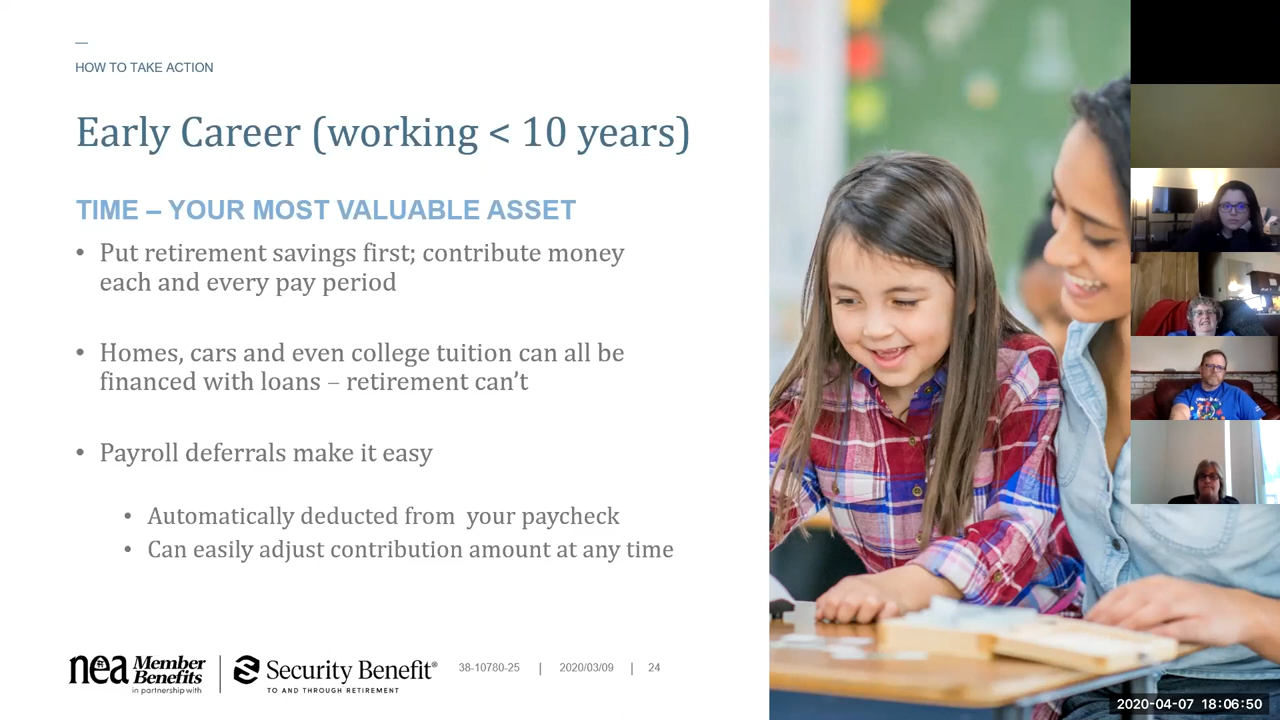 HOW TO TAKE ACTION
Early Career (working < 10 years)
TIME – YOUR MOST VALUABLE ASSET
• Put retirement savings first; contribute money
each and every pay period
• Homes, cars and even college tuition can all be
financed with loans – retirement can’t
• Payroll deferrals make it easy
• Automatically deducted from  your paycheck
• Can easily adjust contribution amount at any time
nea Member
Benefits
in partnership with
Security Benefit®
TO AND THROUGH RETIREMENT
38-10780-25 | 2020/03/09 | 24
2020-04-07 18:06:50